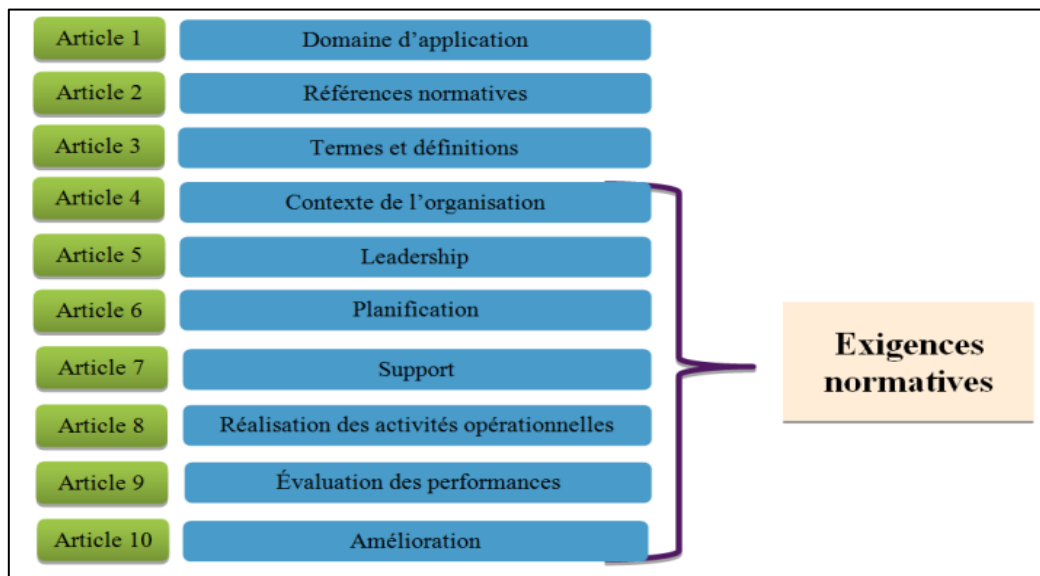 Article 1 Domaine d’application
Article 2 Références normatives
Article 3 Termes et définitions
Article 4 Contexte de l’organisation
Article 5 Leadership
Article 6 Planification
Article 7 Support
Article 8 Réalisation des activités opérationnelles
Article 9 Évaluation des performances
Article 10 Amélioration
Exigences
normatives